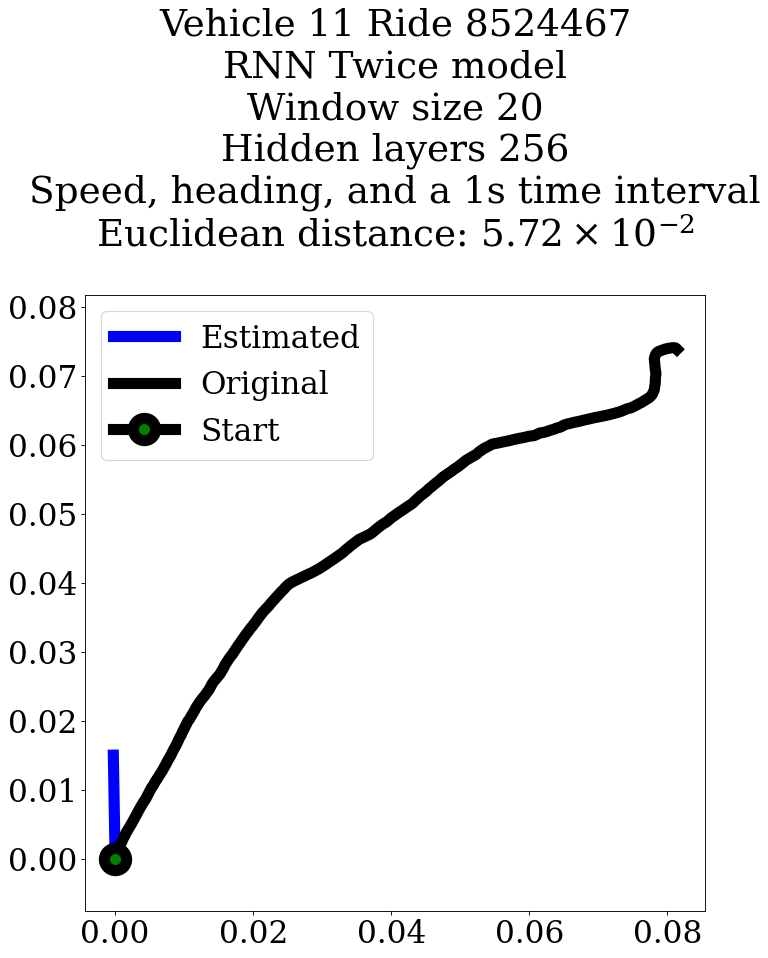 Vehicle 11 Ride 8524467
RNN Twice model
Window size 20
Hidden layers 256
Speed, heading, and a 1s time interval
Euclidean distance: 5.72 × 10⁻²
0.08
Estimated
0.07
Original
0.06
Start
0.05
0.04
0.03
0.02
0.01
0.00
0.00 0.02 0.04 0.06 0.08